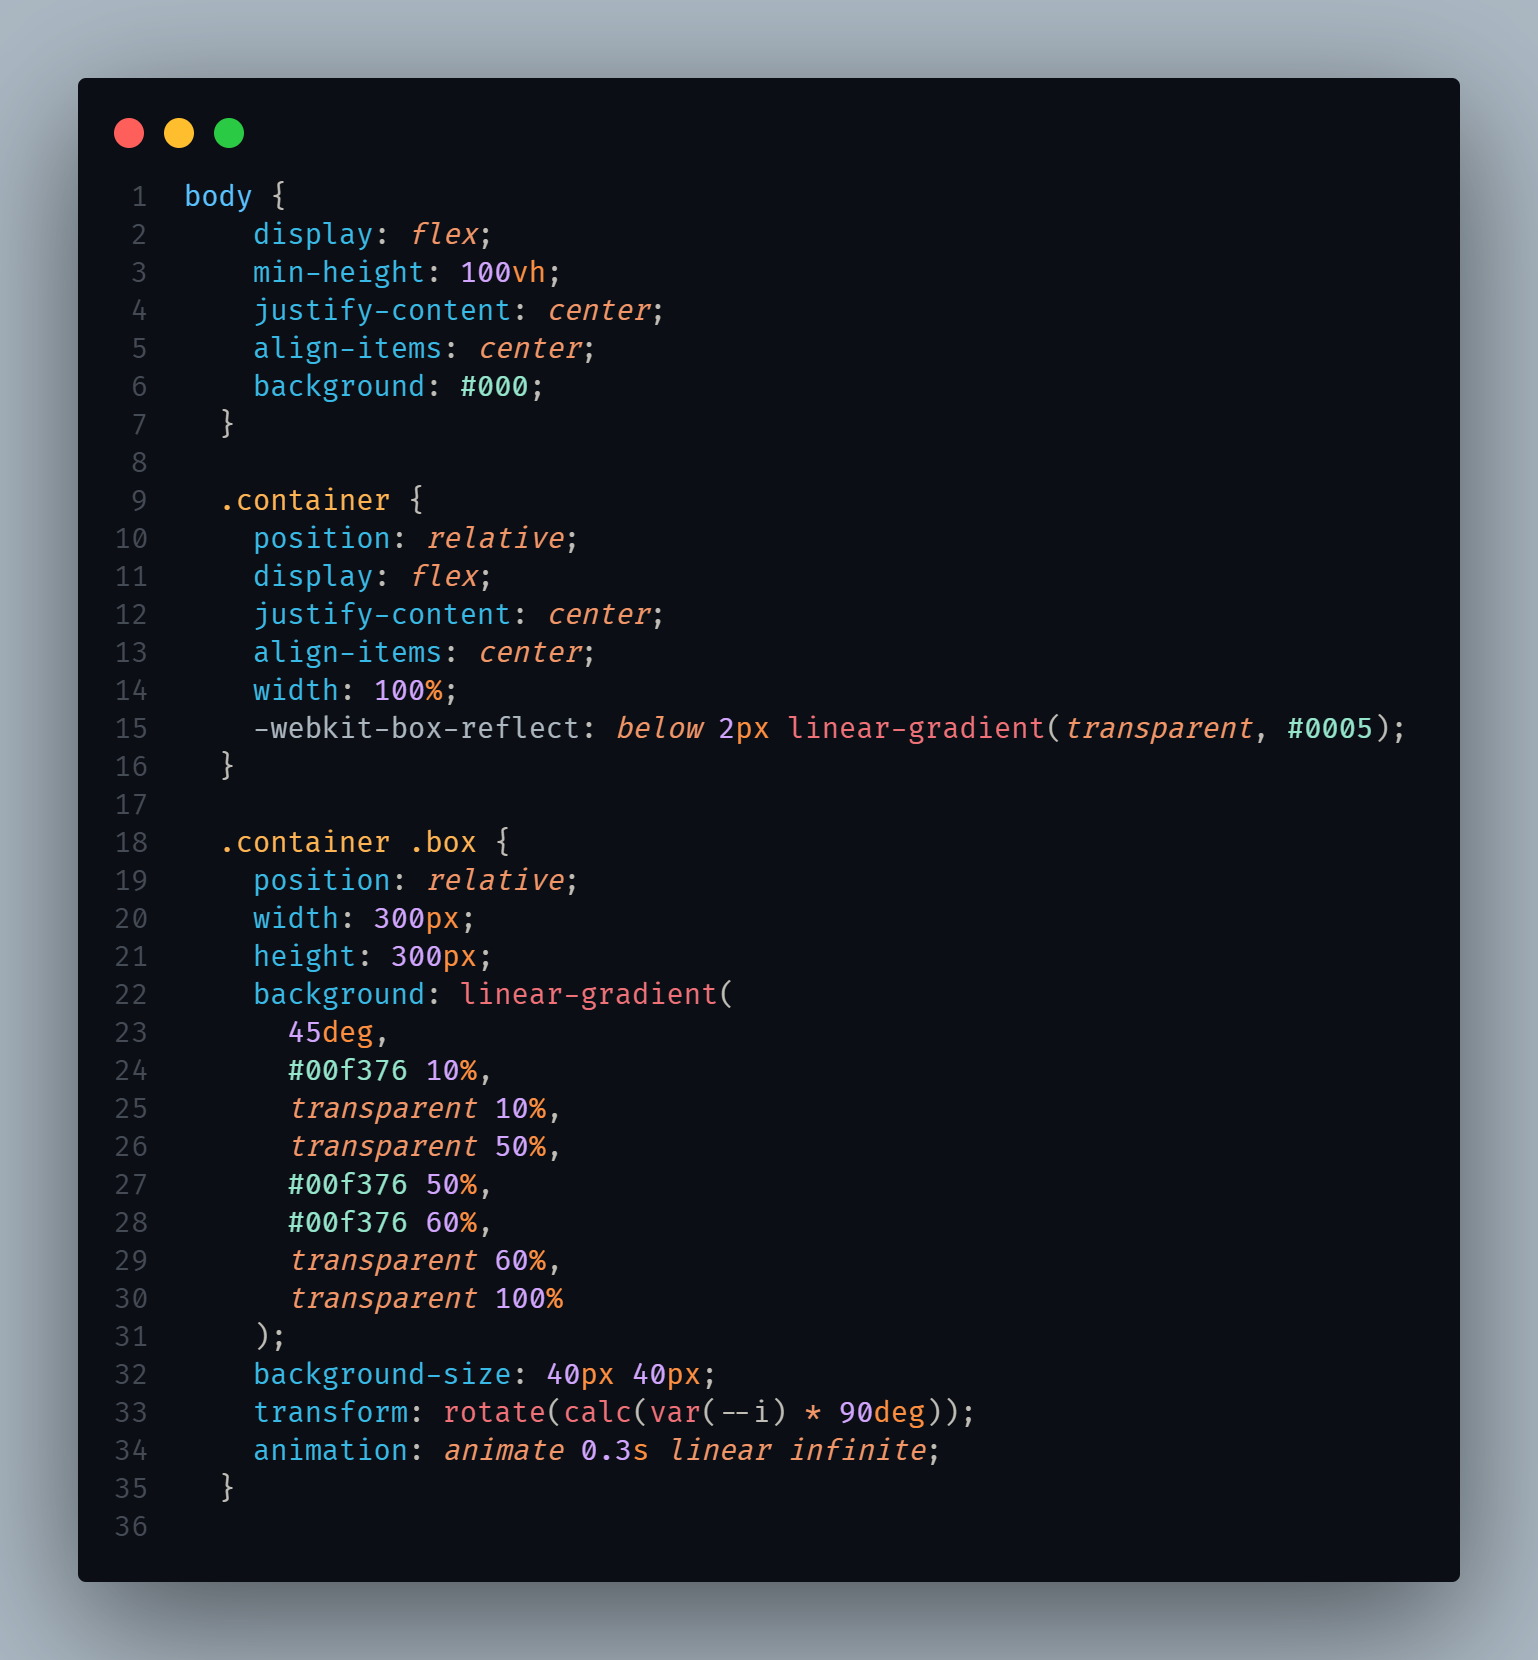 1 body {
2     display: flex;
3     min-height: 100vh;
4     justify-content: center;
5     align-items: center;
6     background: #000;
7   }
8
9   .container {
10     position: relative;
11     display: flex;
12     justify-content: center;
13     align-items: center;
14     width: 100%;
15     -webkit-box-reflect: below 2px linear-gradient(transparent, #0005);
16   }
17
18   .container .box {
19     position: relative;
20     width: 300px;
21     height: 300px;
22     background: linear-gradient(
23       45deg,
24       #00f376 10%,
25       transparent 10%,
26       transparent 50%,
27       #00f376 50%,
28       #00f376 60%,
29       transparent 60%,
30       transparent 100%
31     );
32     background-size: 40px 40px;
33     transform: rotate(calc(var(--i) * 90deg));
34     animation: animate 0.3s linear infinite;
35   }
36